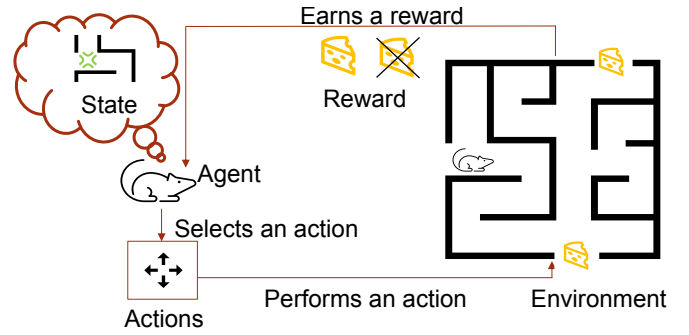 Earns a reward
Reward
State
Agent
Selects an action
Performs an action
Environment
Actions